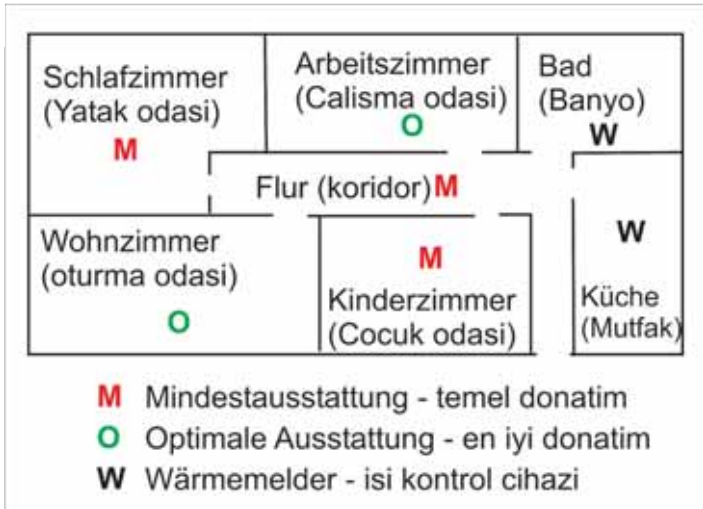 Schlafzimmer
(Yatak odasi)
M
Arbeitszimmer
(Calisma odasi)
O
Bad
(Banyo)
W
Flur (koridor) M
Wohnzimmer
(oturma odasi)
O
M
Kinderzimmer
(Cocuk odasi)
W
Küche
(Mutfak)
M Mindestausstattung - temel donatim
O Optimale Ausstattung - en iyi donatim
W Wärmemelder - isi kontrol cihazi